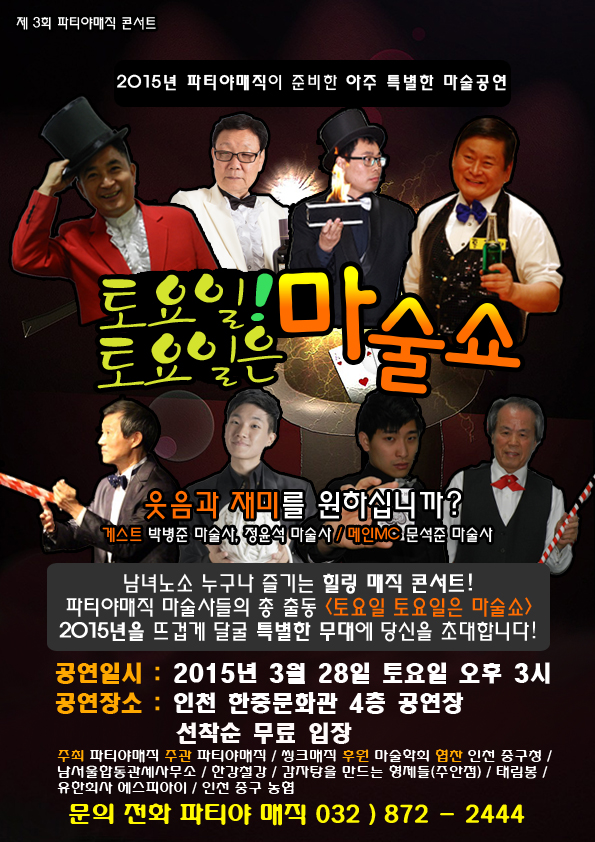 제 3회 파티야매직 콘서트
2015년 파티야매직이 준비한 아주 특별한 마술공연
토요일! 마술쇼
토요일은
웃음과 재미를 원하십니까?
게스트 박병준 마술사, 정윤석 마술사 / 메인MC 문석준 마술사
남녀노소 누구나 즐기는 힐링 매직 콘서트!
파티야매직 마술사들의 총 출동 <토요일 토요일은 마술쇼>
2015년을 뜨겁게 달굴 특별한 무대에 당신을 초대합니다!
공연일시 : 2015년 3월 28일 토요일 오후 3시
공연장소 : 인천 한중문화관 4층 공연장
선착순 무료 입장
주최 파티야매직 주관 파티야매직 / 씽크매직 후원 마술학회 협찬 인천 중구청 /
남서울합동관세사무소 / 한강철강 / 감자탕을 만드는 형제들(주안점) / 태림봉 /
유한회사 에스피아이 / 인천 중구 농협
문의 전화 파티야 매직 032 ) 872 - 2444